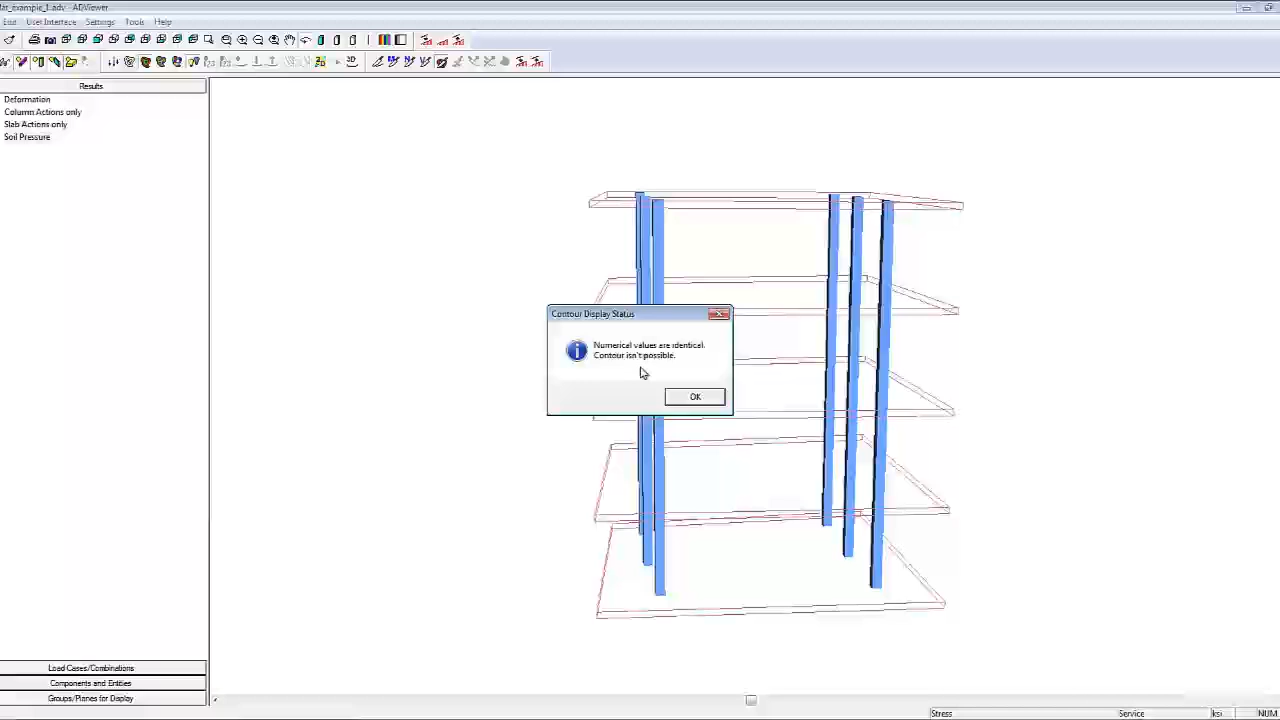 Mat_example_1.adv - ADViewer
Edit User Interface Settings Tools Help
Results
Deformation
Column Actions only
Slab Actions only
Soil Pressure
Contour Display Status
Numerical values are identical.
Contour isn't possible.
OK
Load Cases/Combinations
Components and Entities
Groups/Planes for Display
Stress Service ksi NUM